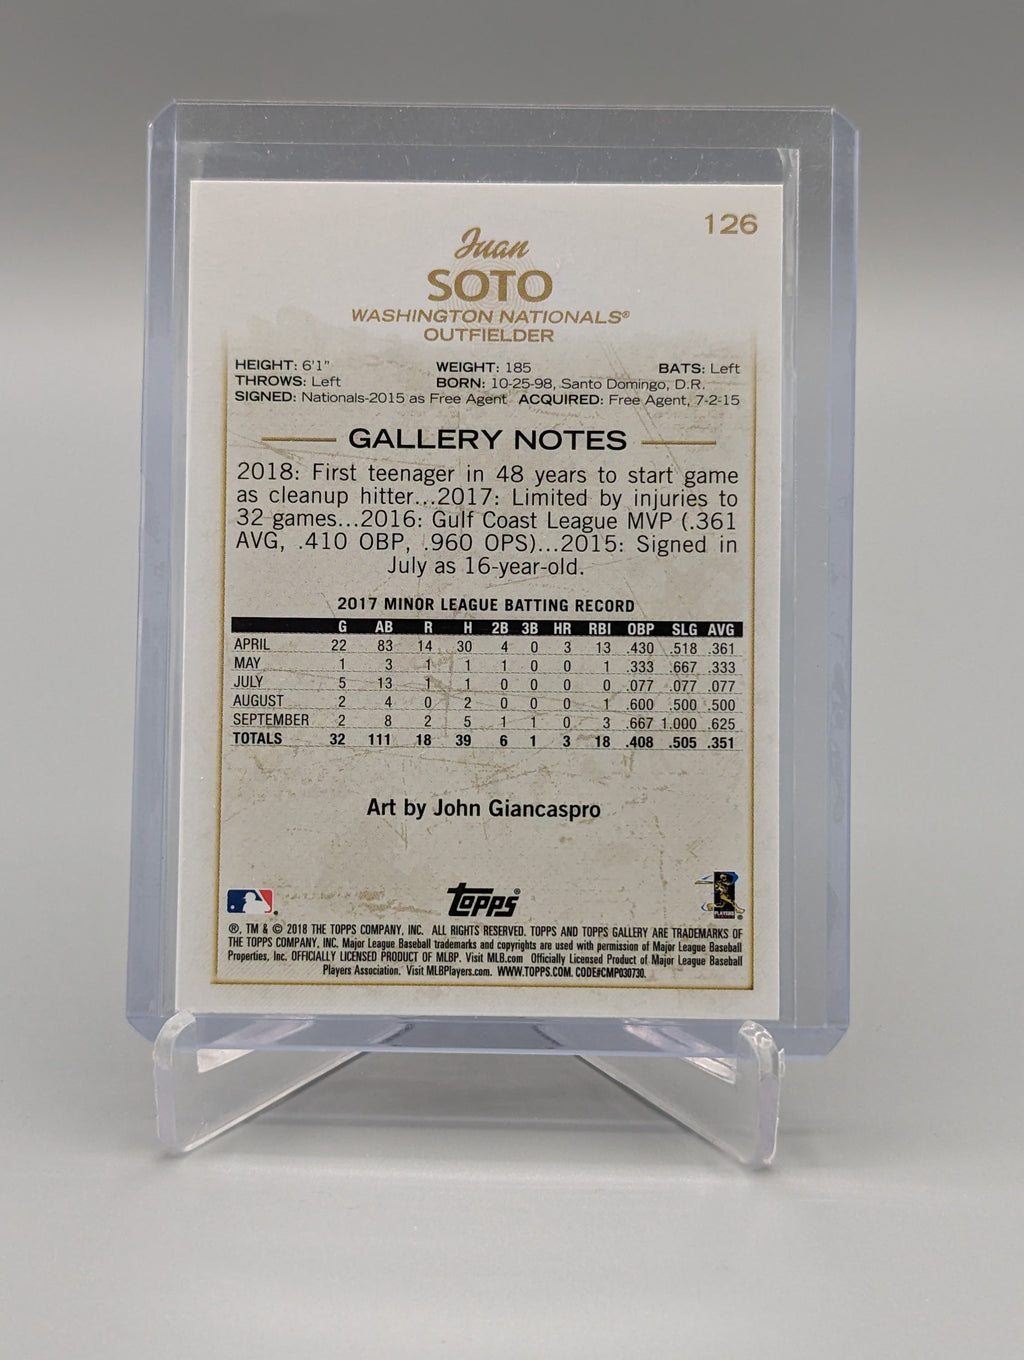 126
Juan
SOTO
WASHINGTON NATIONALS®
OUTFIELDER
HEIGHT: 6'1" WEIGHT: 185 BATS: Left
THROWS: Left BORN: 10-25-98, Santo Domingo, D.R.
SIGNED: Nationals-2015 as Free Agent ACQUIRED: Free Agent, 7-2-15
GALLERY NOTES
2018: First teenager in 48 years to start game
as cleanup hitter...2017: Limited by injuries to
32 games...2016: Gulf Coast League MVP (.361
AVG, .410 OBP, .960 OPS)...2015: Signed in
July as 16-year-old.
2017 MINOR LEAGUE BATTING RECORD
G AB R H 2B 3B HR RBI OBP SLG AVG
APRIL 22 83 14 30 4 0 3 13 .430 .518 .361
MAY 1 3 1 1 1 0 0 1 .333 .667 .333
JULY 5 13 1 1 0 0 0 0 .077 .077 .077
AUGUST 2 4 0 2 0 0 0 1 .600 .500 .500
SEPTEMBER 2 8 2 5 1 1 0 3 .667 1.000 .625
TOTALS 32 111 18 39 6 1 3 18 .408 .505 .351
Art by John Giancaspro
topps®
PLAYERS
®, TM & © 2018 THE TOPPS COMPANY, INC. ALL RIGHTS RESERVED. TOPPS AND TOPPS GALLERY ARE TRADEMARKS OF
THE TOPPS COMPANY, INC. Major League Baseball trademarks and copyrights are used with permission of Major League Baseball
Properties, Inc. OFFICIALLY LICENSED PRODUCT OF MLBP. Visit MLB.com Officially Licensed Product of Major League Baseball
Players Association. Visit MLBPlayers.com. WWW.TOPPS.COM. CODE#CMP030730.